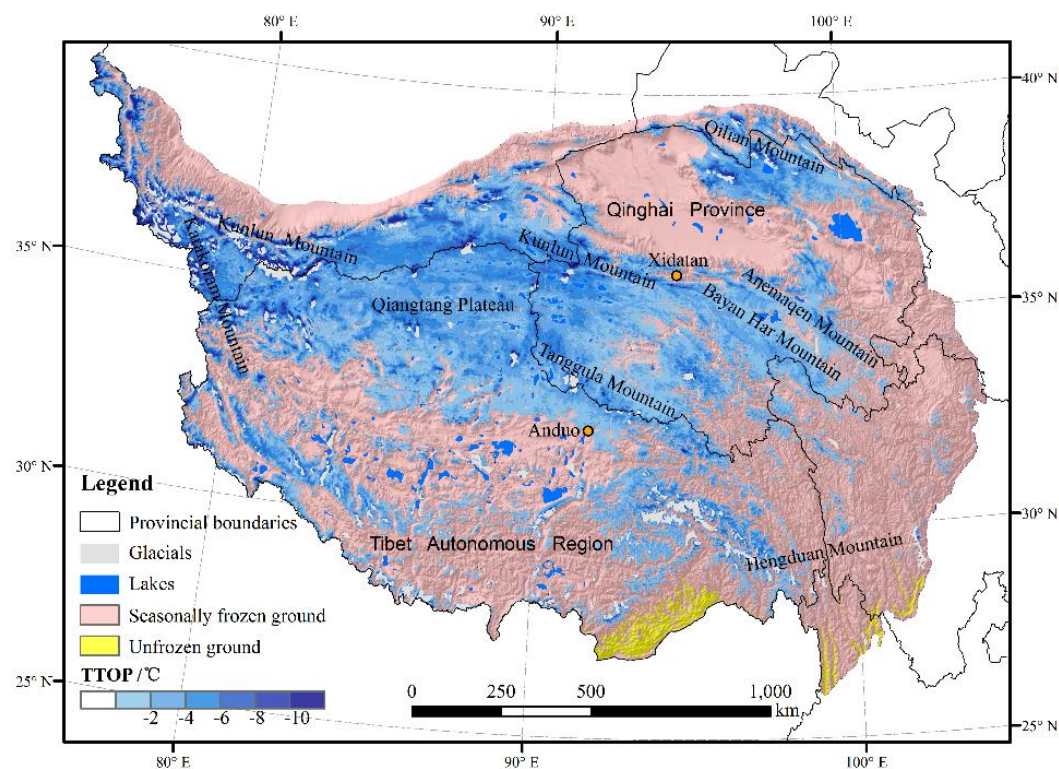 80° E
90° E
100° E
40° N
Qilian Mountain
Qinghai Province
35° N
Kunlun Mountain
Kunlun Mountain
Xidatan
Karakoram Mountain
Qiangtang Plateau
Anemaqen Mountain
Bayan Har Mountain
35° N
Tanggula Mountain
Anduo
30° N
Legend
Provincial boundaries
Glacials
Lakes
Seasonally frozen ground
Unfrozen ground
TTOP /℃
-2 -4 -6 -8 -10
Tibet Autonomous Region
Hengduan Mountain
30° N
25° N
0 250 500 1,000
km
25° N
80° E
90° E
100° E